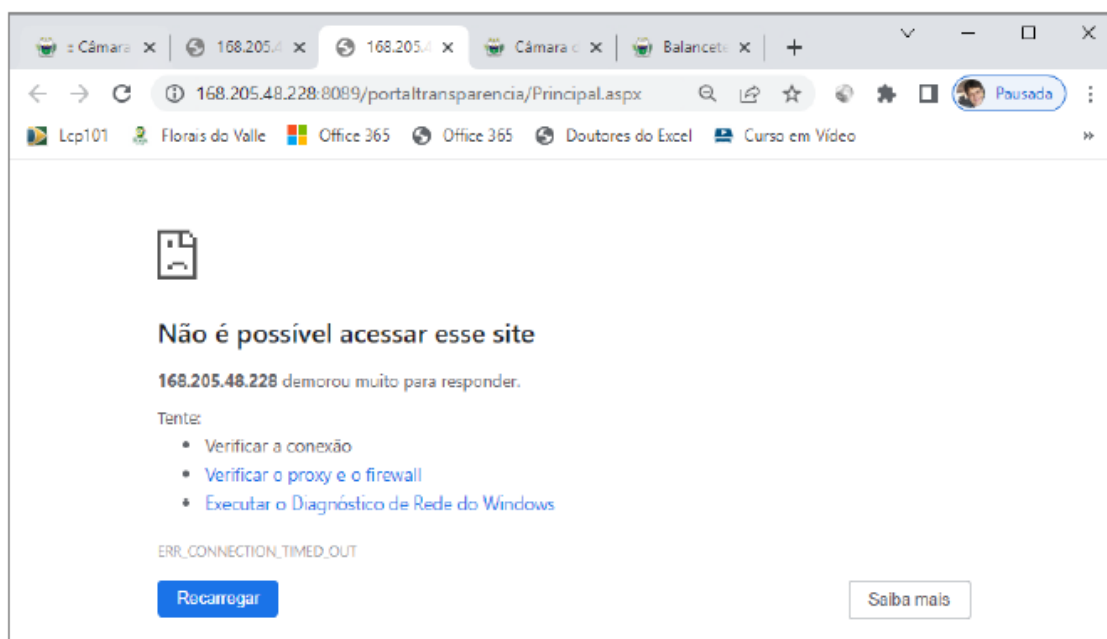 : Câmara 168.205.4 168.205.4 Câmara c Balancete
168.205.48.228:8089/portaltransparencia/Principal.aspx Pausada
Lcp101 Florais do Valle Office 365 Office 365 Doutores do Excel Curso em Vídeo »
Não é possível acessar esse site
168.205.48.228 demorou muito para responder.
Tente:
• Verificar a conexão
• Verificar o proxy e o firewall
• Executar o Diagnóstico de Rede do Windows
ERR_CONNECTION_TIMED_OUT
Recarregar Saiba mais